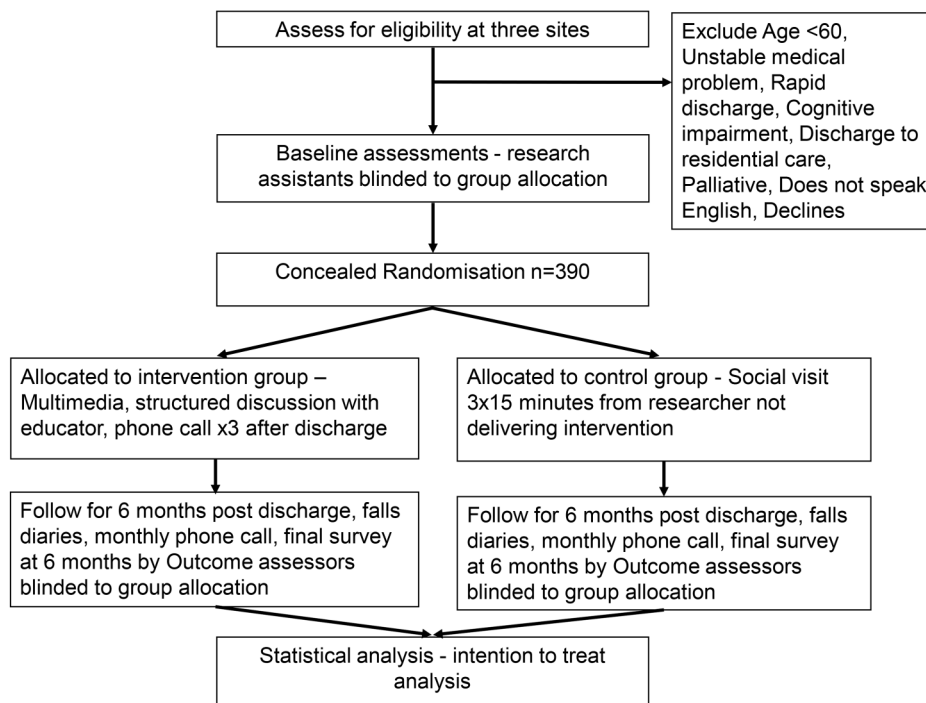 Assess for eligibility at three sites
Exclude Age <60,
Unstable medical
problem, Rapid
discharge, Cognitive
impairment, Discharge to
residential care,
Palliative, Does not speak
English, Declines
Baseline assessments - research
assistants blinded to group allocation
Concealed Randomisation n=390
Allocated to intervention group –
Multimedia, structured discussion with
educator, phone call x3 after discharge
Allocated to control group - Social visit
3x15 minutes from researcher not
delivering intervention
Follow for 6 months post discharge, falls
diaries, monthly phone call, final survey
at 6 months by Outcome assessors
blinded to group allocation
Follow for 6 months post discharge, falls
diaries, monthly phone call, final survey
at 6 months by Outcome assessors
blinded to group allocation
Statistical analysis - intention to treat
analysis